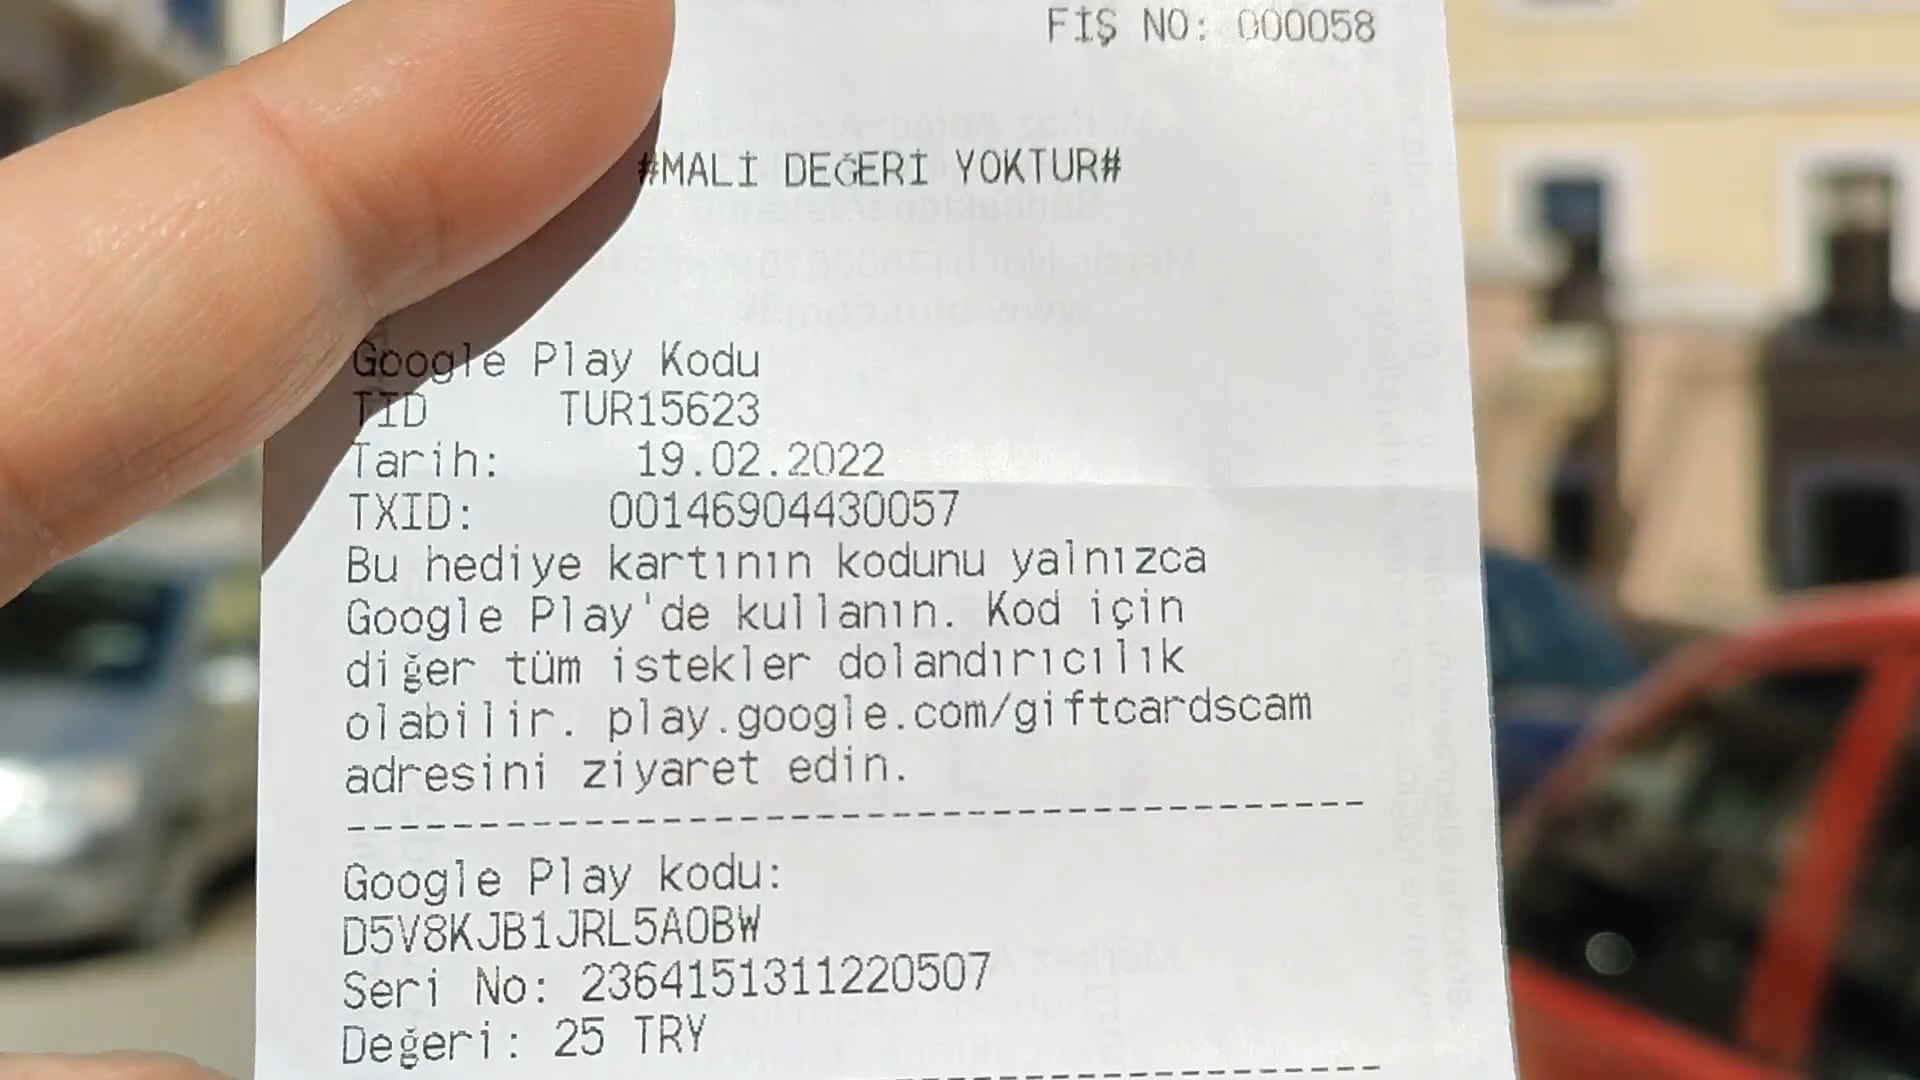 FİŞ NO: 000058
#MALİ DEĞERİ YOKTUR#
Google Play Kodu
TID TUR15623
Tarih: 19.02.2022
TXID: 00146904430057
Bu hediye kartının kodunu yalnızca
Google Play'de kullanın. Kod için
diğer tüm istekler dolandırıcılık
olabilir. play.google.com/giftcardscam
adresini ziyaret edin.
Google Play kodu:
D5V8KJB1JRL5A0BW
Seri No: 2364151311220507
Değeri: 25 TRY